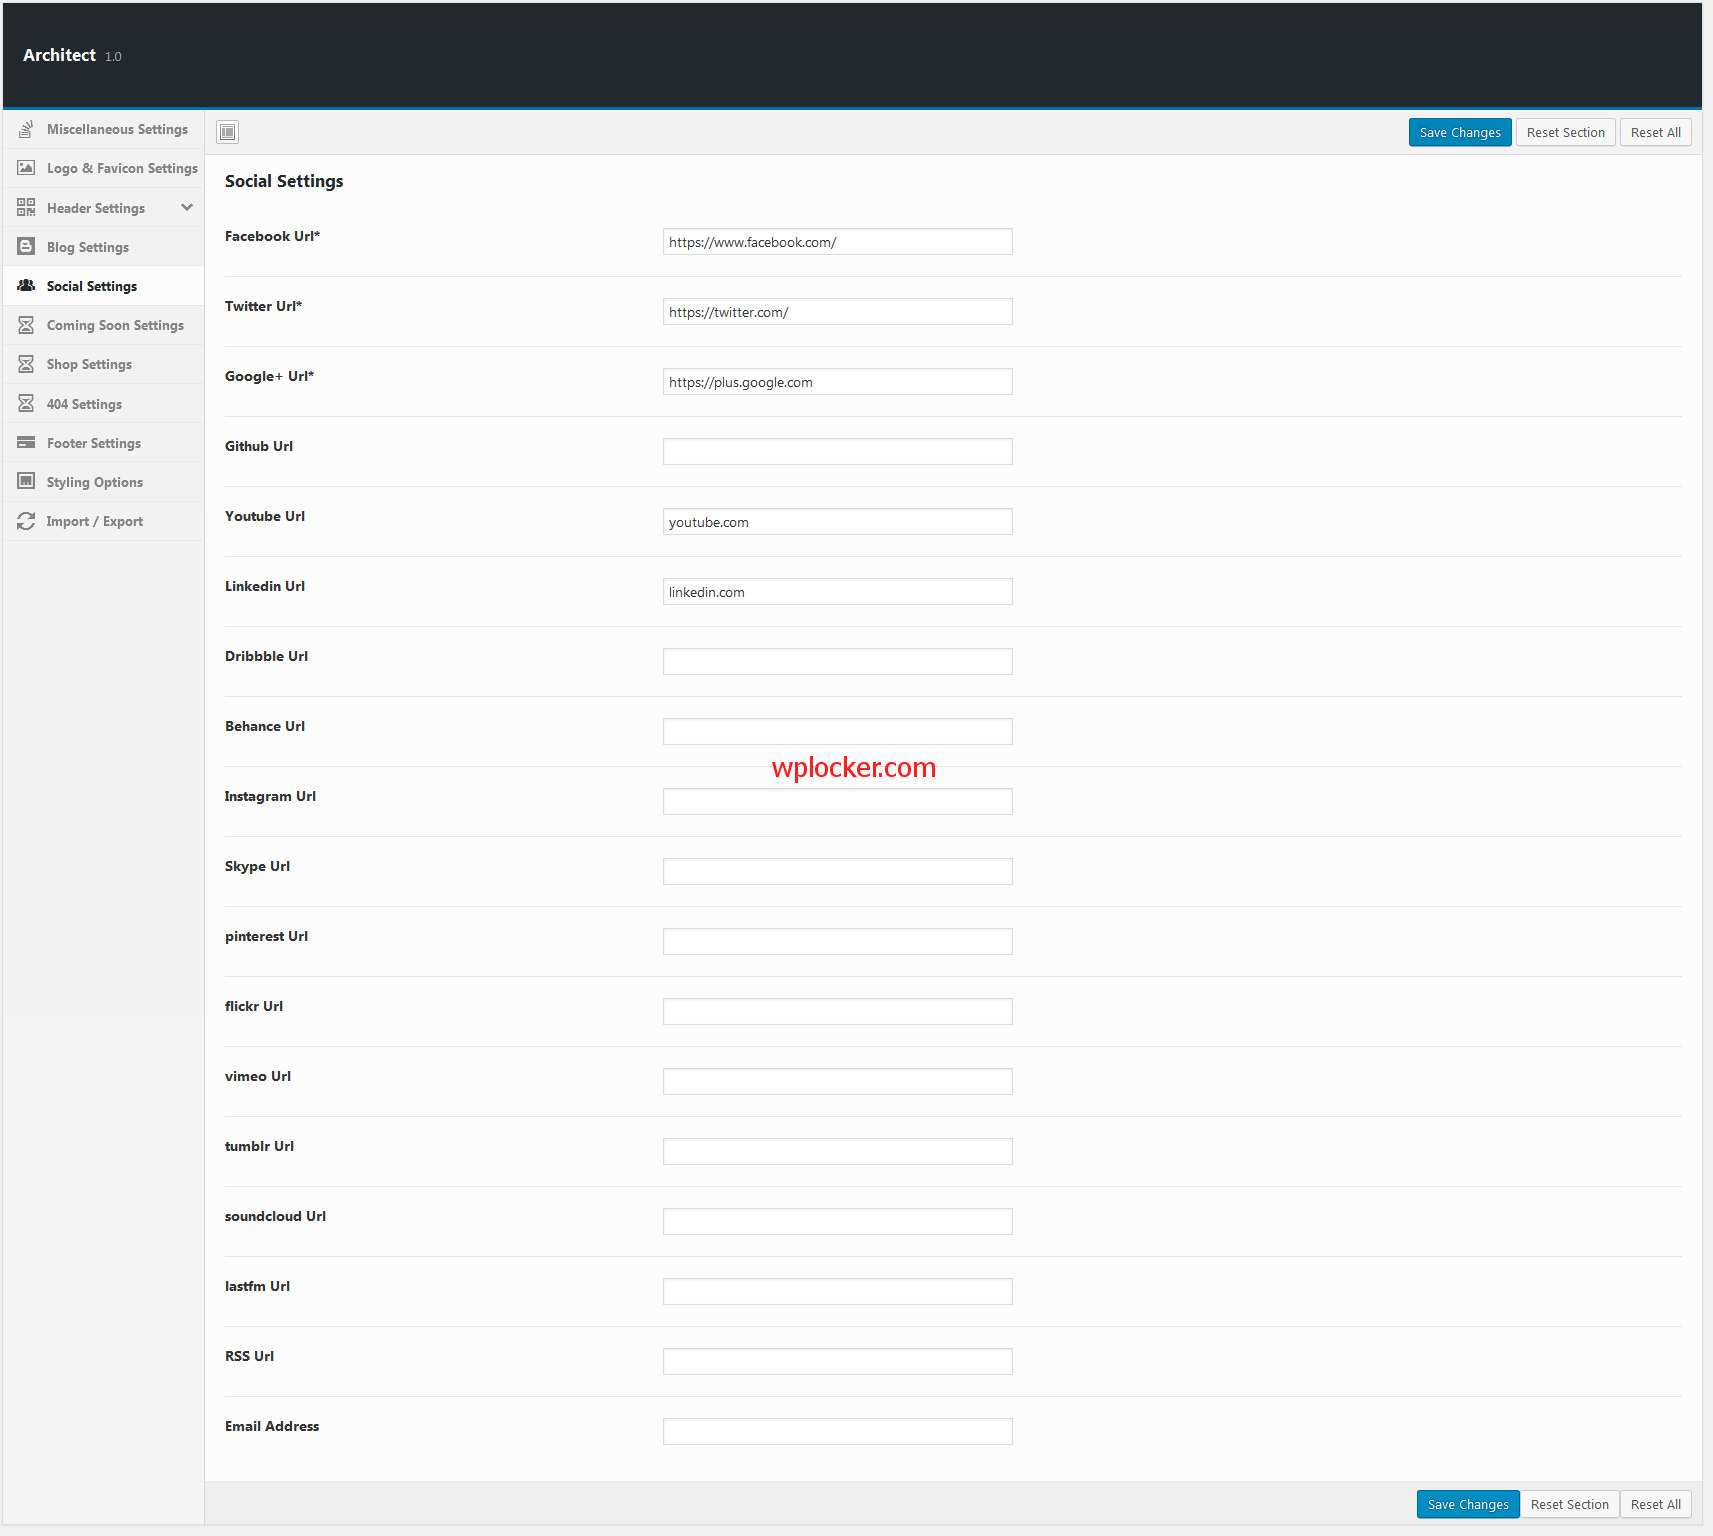 Architect 1.0
Miscellaneous Settings
Logo & Favicon Settings
Header Settings
Blog Settings
Social Settings
Coming Soon Settings
Shop Settings
404 Settings
Footer Settings
Styling Options
Import / Export
Save Changes Reset Section Reset All
Social Settings
Facebook Url* https://www.facebook.com/
Twitter Url* https://twitter.com/
Google+ Url* https://plus.google.com
Github Url
Youtube Url youtube.com
Linkedin Url linkedin.com
Dribbble Url
Behance Url
wplocker.com
Instagram Url
Skype Url
pinterest Url
flickr Url
vimeo Url
tumblr Url
soundcloud Url
lastfm Url
RSS Url
Email Address
Save Changes Reset Section Reset All